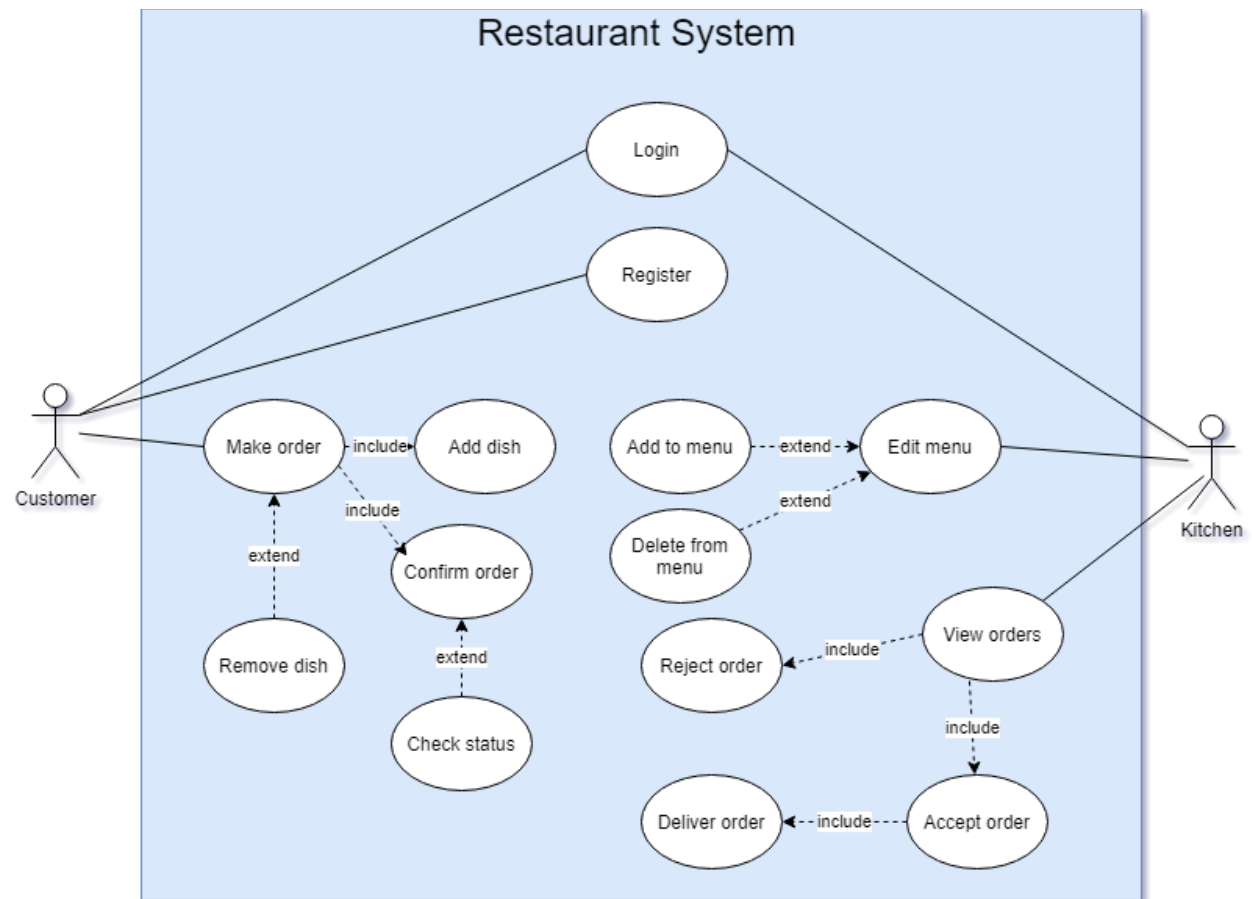 Restaurant System
Login
Register
Customer
Make order
include
Add dish
Add to menu
extend
Edit menu
Kitchen
include
extend
extend
Confirm order
Delete from
menu
Remove dish
extend
Check status
Reject order
include
View orders
include
Deliver order
include
Accept order